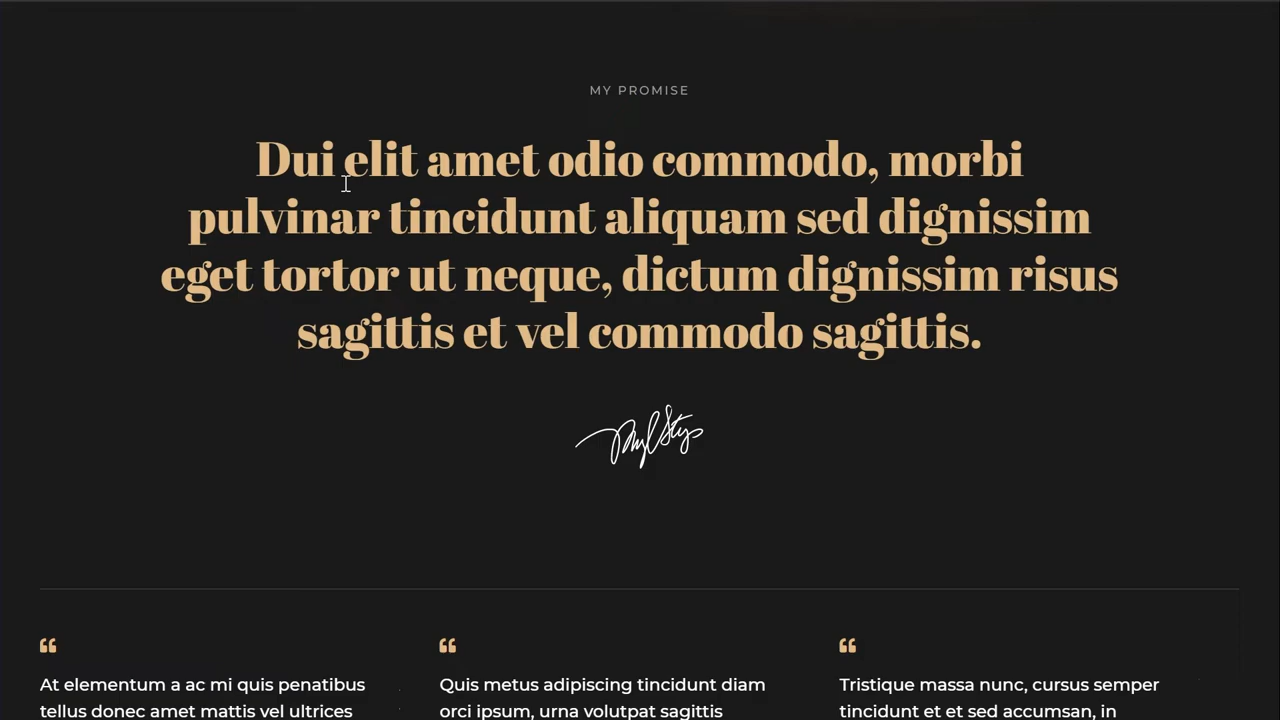 MY PROMISE
Dui elit amet odio commodo, morbi
pulvinar tincidunt aliquam sed dignissim
eget tortor ut neque, dictum dignissim risus
sagittis et vel commodo sagittis.
“
At elementum a ac mi quis penatibus
tellus donec amet mattis vel ultrices
“
Quis metus adipiscing tincidunt diam
orci ipsum, urna volutpat sagittis
“
Tristique massa nunc, cursus semper
tincidunt et et sed accumsan, in